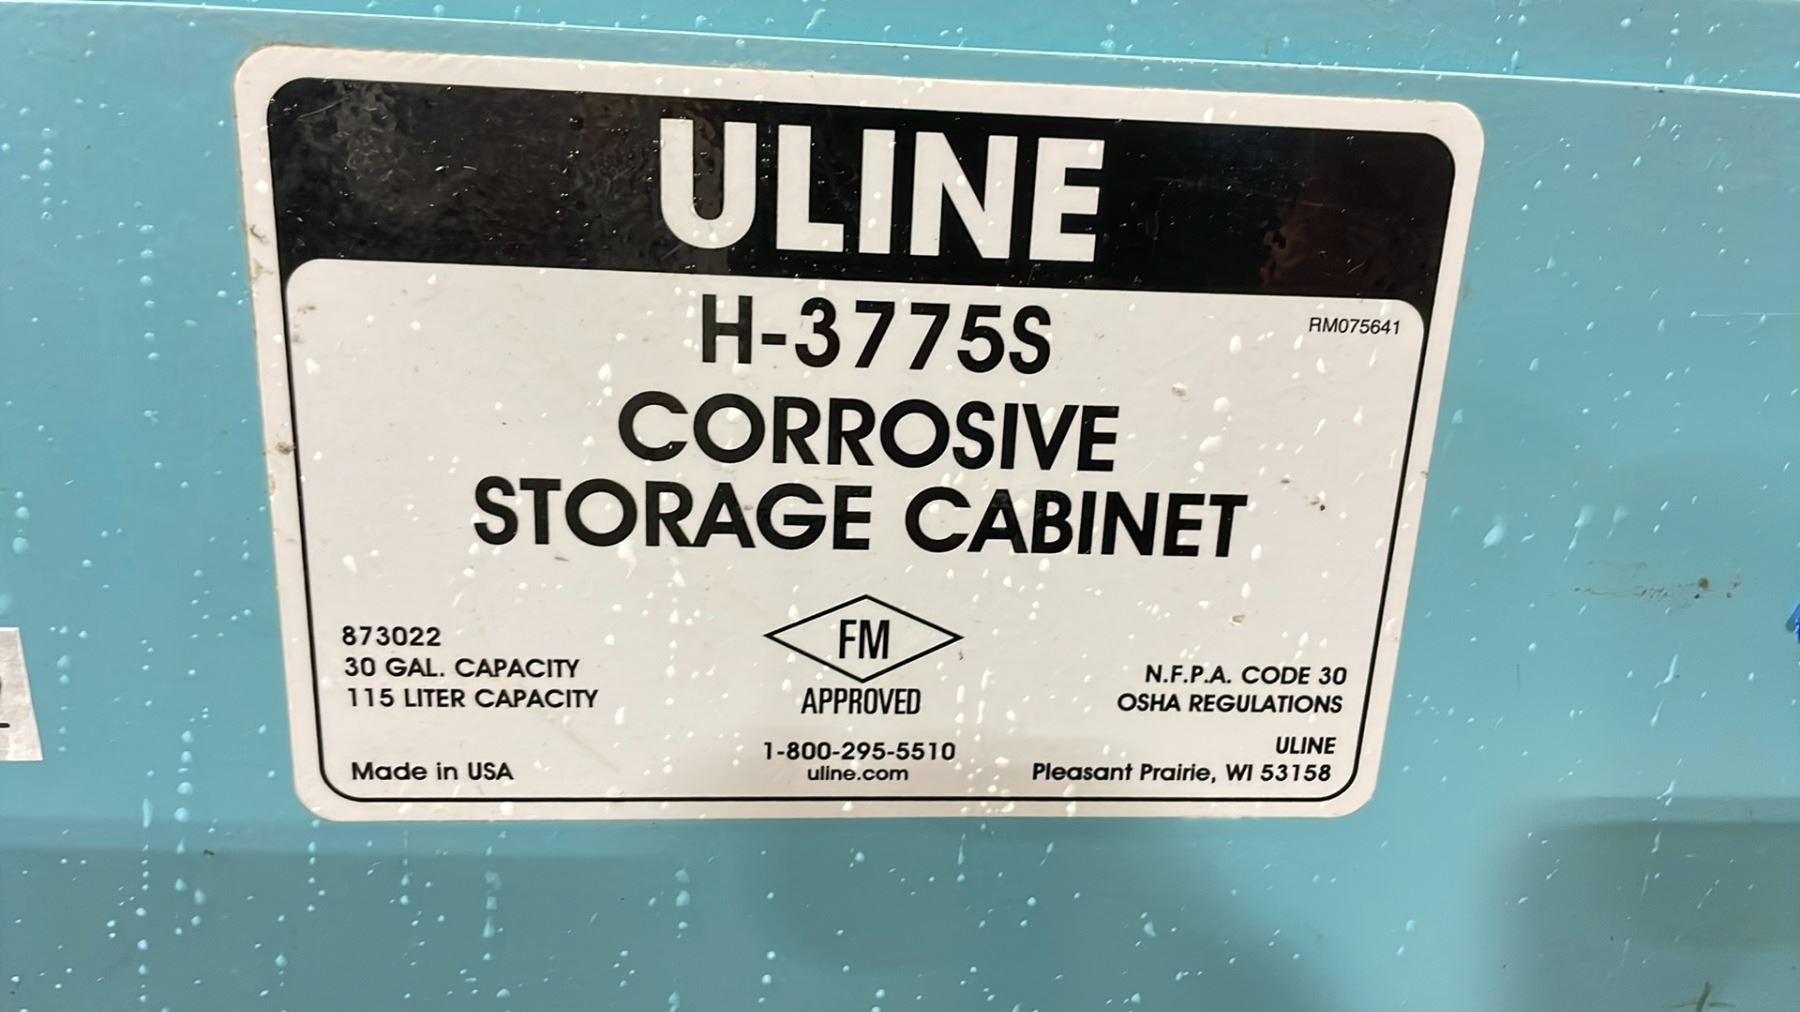 ULINE
H-3775S
RM075641
CORROSIVE
STORAGE CABINET
873022
30 GAL. CAPACITY
115 LITER CAPACITY
Made in USA
FM
APPROVED
1-800-295-5510
uline.com
N.F.P.A. CODE 30
OSHA REGULATIONS
ULINE
Pleasant Prairie, WI 53158